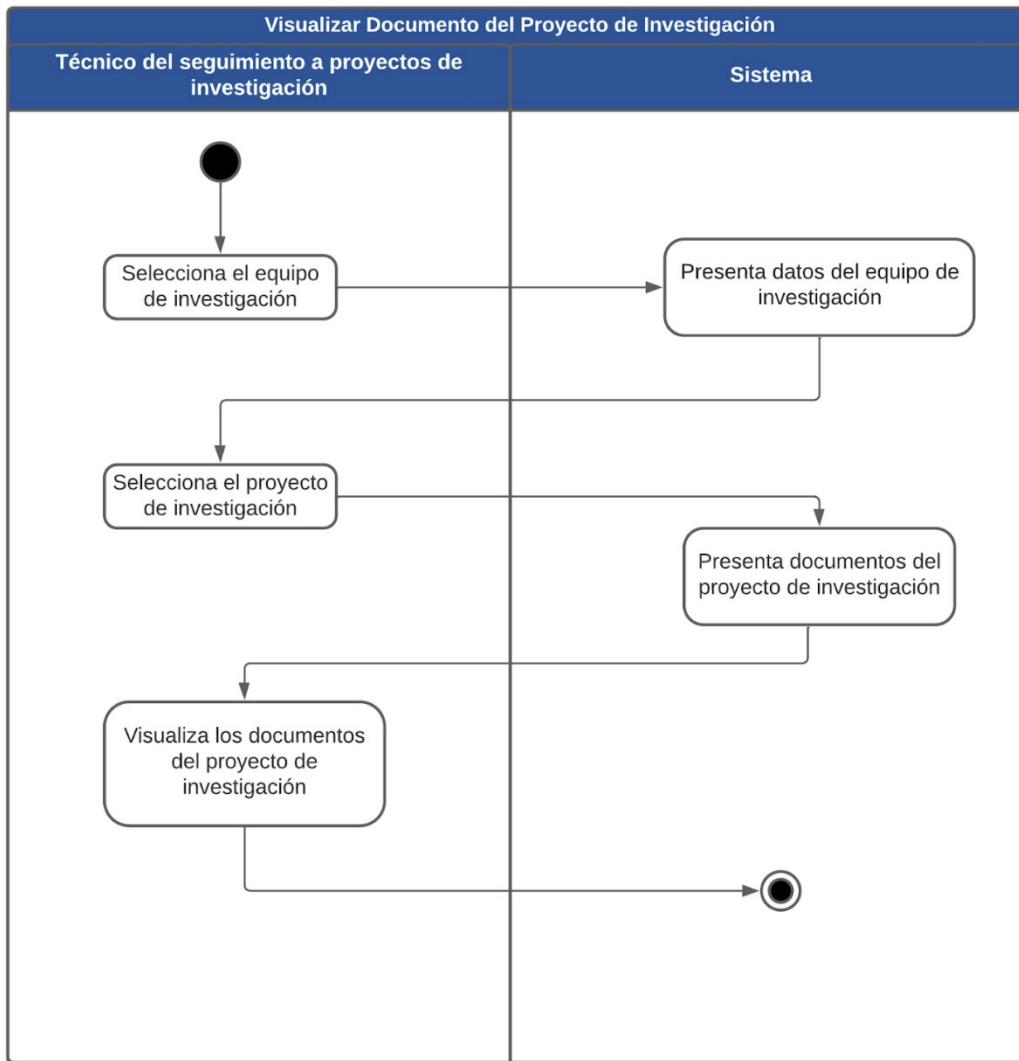 Visualizar Documento del Proyecto de Investigación
Técnico del seguimiento a proyectos de
investigación
Sistema
Selecciona el equipo
de investigación
Presenta datos del equipo de
investigación
Selecciona el proyecto
de investigación
Presenta documentos del
proyecto de investigación
Visualiza los documentos
del proyecto de
investigación